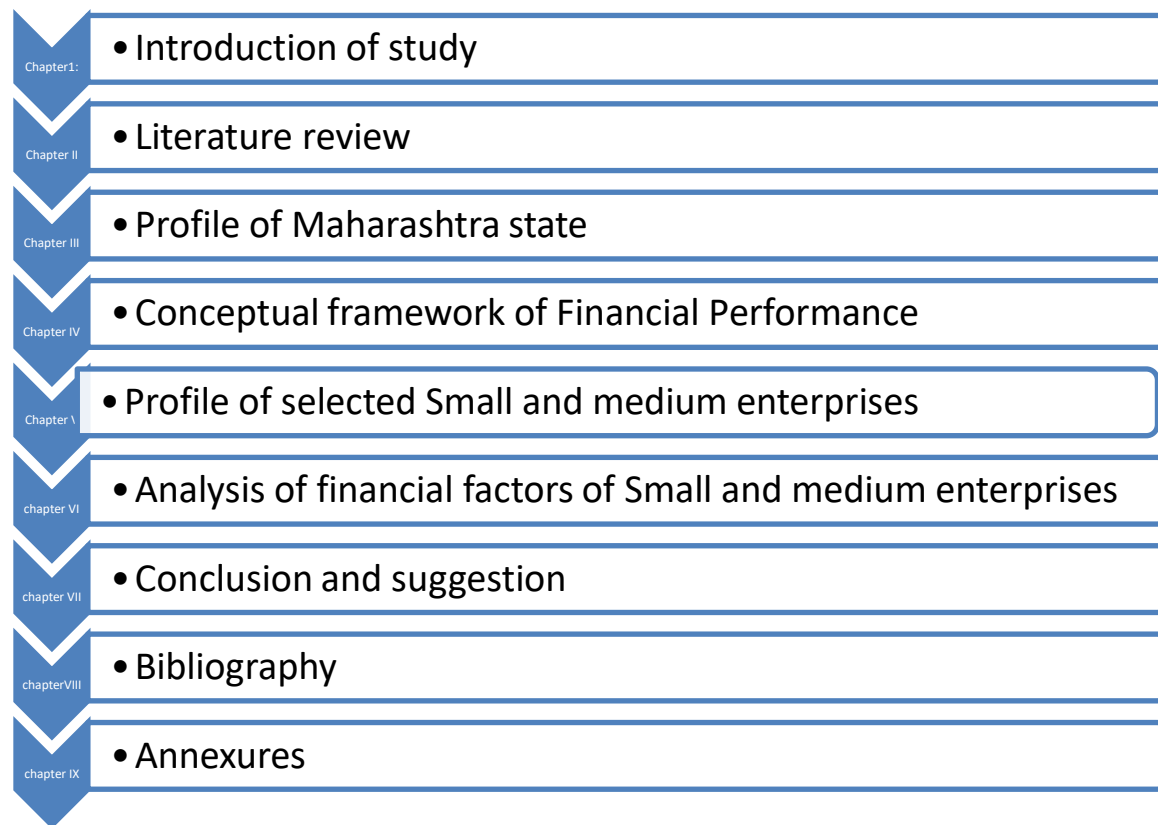 Chapter1:
• Introduction of study
Chapter II
• Literature review
Chapter III
• Profile of Maharashtra state
Chapter IV
• Conceptual framework of Financial Performance
Chapter
• Profile of selected Small and medium enterprises
chapter VI
• Analysis of financial factors of Small and medium enterprises
chapter VII
• Conclusion and suggestion
chapterVIII
• Bibliography
chapter IX
• Annexures